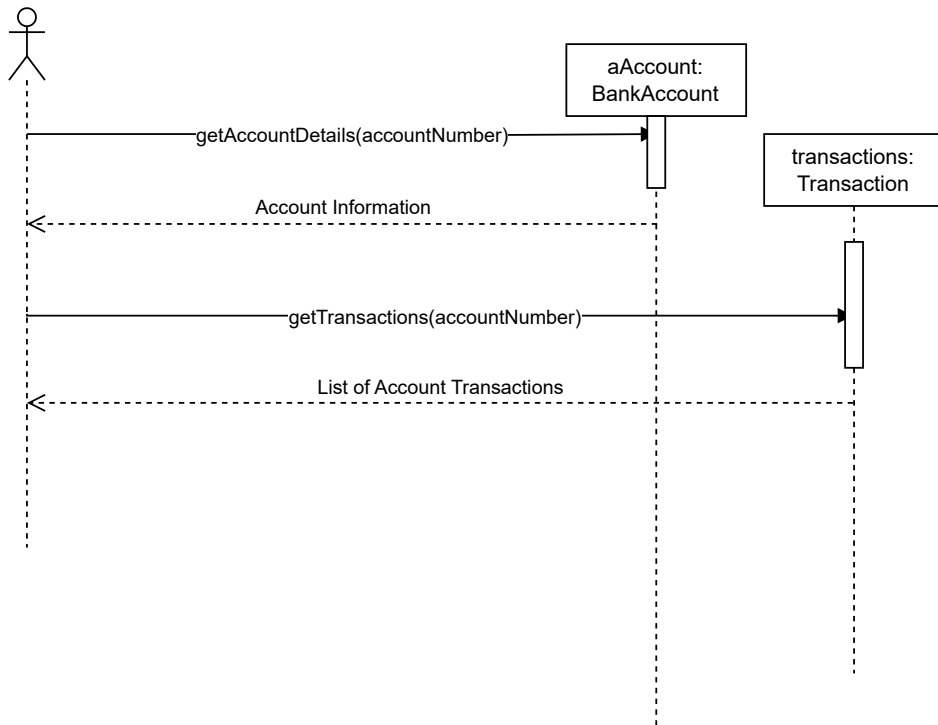 aAccount:
BankAccount
getAccountDetails(accountNumber)
transactions:
Transaction
Account Information
getTransactions(accountNumber)
List of Account Transactions